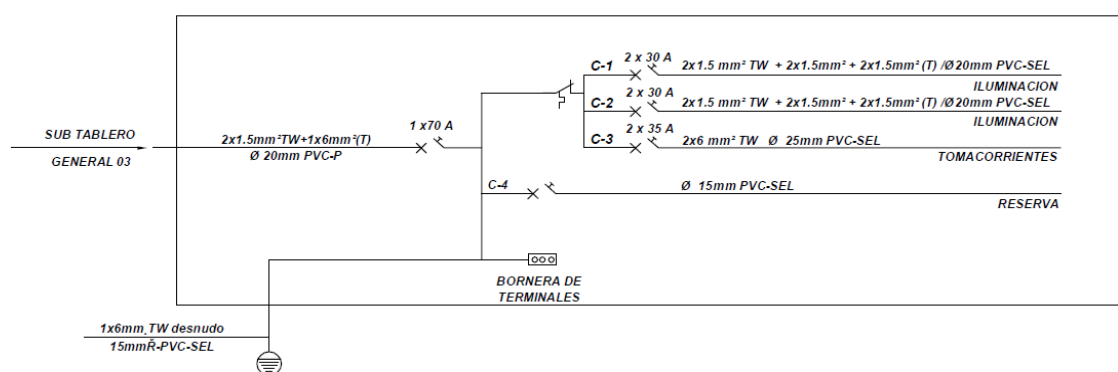 SUB TABLERO
GENERAL 03
2x1.5mm²TW+1x6mm²(T)
Ø 20mm PVC-P
1 x70 A
C-1
2 x 30 A
2x1.5 mm² TW + 2x1.5mm² + 2x1.5mm² (T) /Ø20mm PVC-SEL
ILUMINACION
C-2
2 x 30 A
2x1.5 mm² TW + 2x1.5mm² + 2x1.5mm² (T) /Ø20mm PVC-SEL
ILUMINACION
C-3
2 x 35 A
2x6 mm² TW Ø 25mm PVC-SEL
TOMACORRIENTES
C-4
Ø 15mm PVC-SEL
RESERVA
BORNERA DE
TERMINALES
1x6mm¸TW desnudo
15mmŘ-PVC-SEL